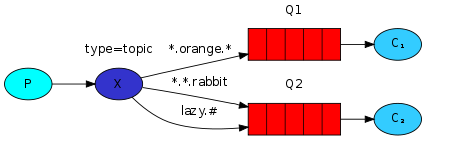 Q1
type=topic
*.orange.*
C₁
P
X
*.*.rabbit
Q2
lazy.#
C₂